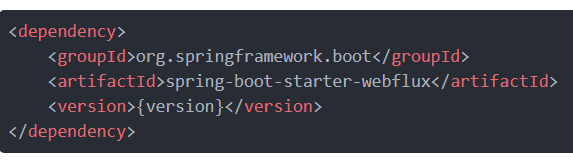 <dependency>
    <groupId>org.springframework.boot</groupId>
    <artifactId>spring-boot-starter-webflux</artifactId>
    <version>{version}</version>
</dependency>